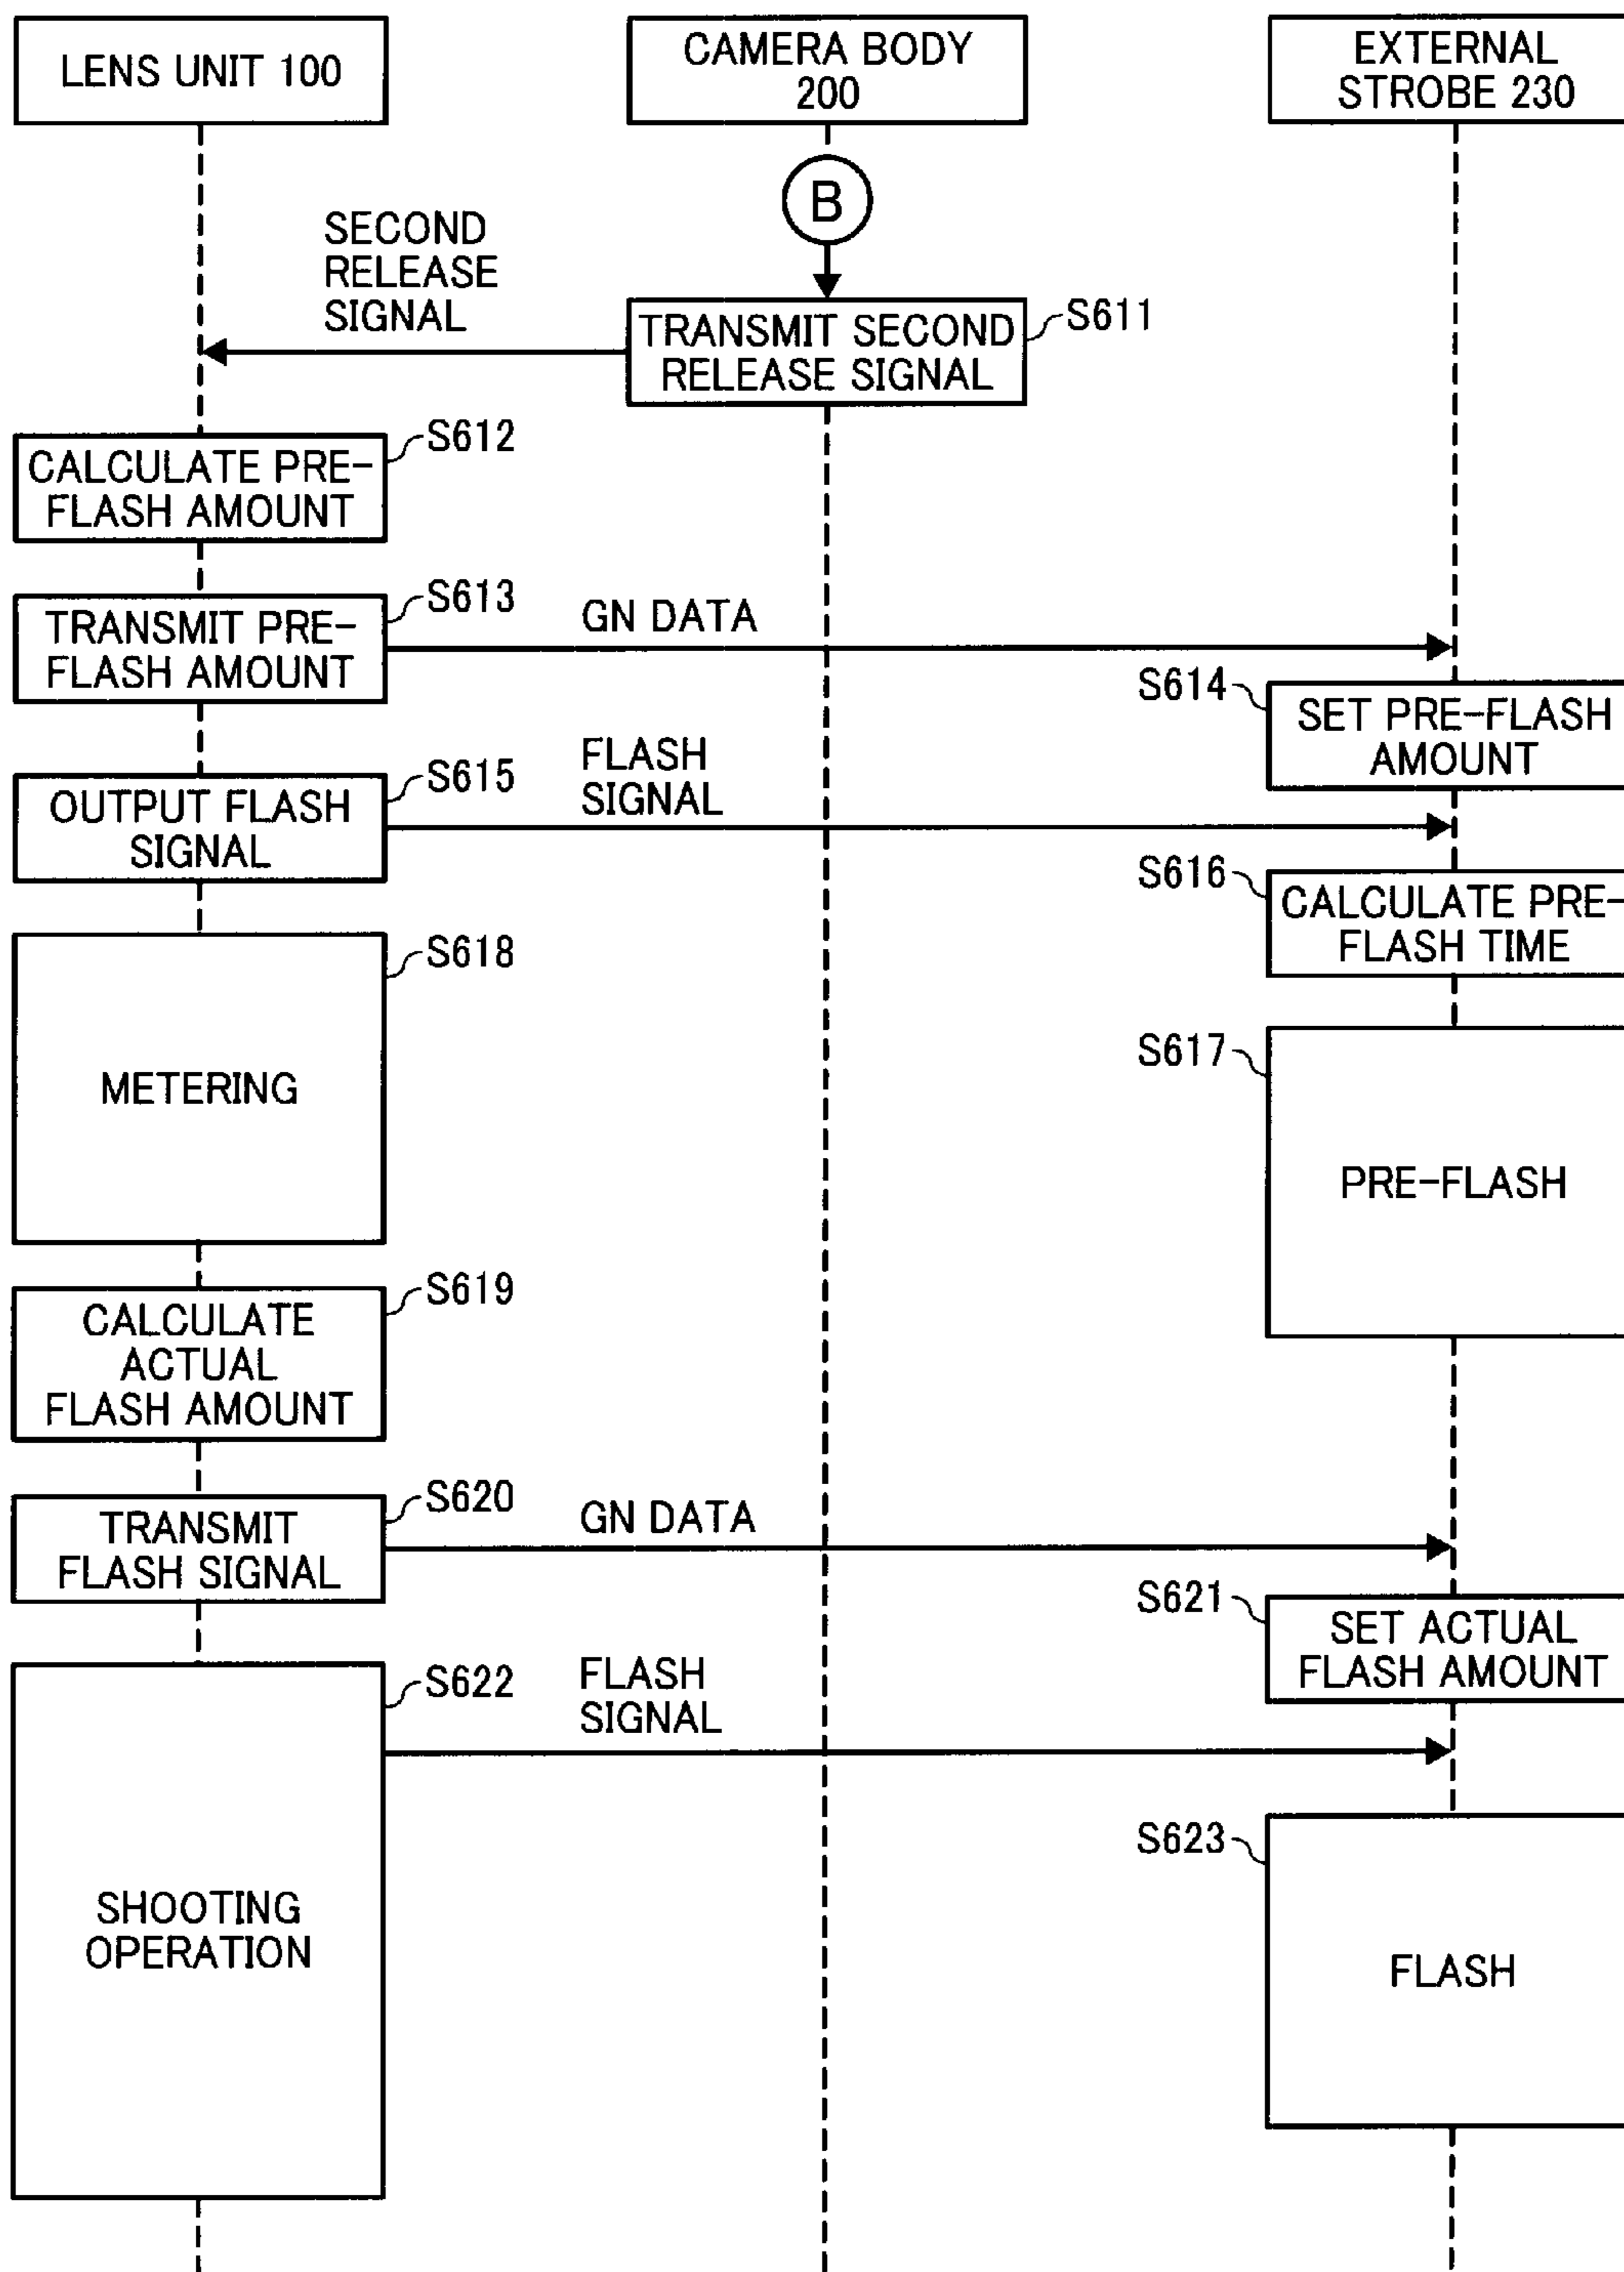 LENS UNIT 100
CAMERA BODY
200
EXTERNAL
STROBE 230
B
SECOND
RELEASE
SIGNAL
TRANSMIT SECOND
RELEASE SIGNAL
S611
CALCULATE PRE-
FLASH AMOUNT
S612
TRANSMIT PRE-
FLASH AMOUNT
S613
GN DATA
S614
SET PRE-FLASH
AMOUNT
OUTPUT FLASH
SIGNAL
S615
FLASH
SIGNAL
S616
CALCULATE PRE-
FLASH TIME
METERING
S618
S617
PRE-FLASH
CALCULATE
ACTUAL
FLASH AMOUNT
S619
TRANSMIT
FLASH SIGNAL
S620
GN DATA
S621
SET ACTUAL
FLASH AMOUNT
SHOOTING
OPERATION
S622
FLASH
SIGNAL
S623
FLASH